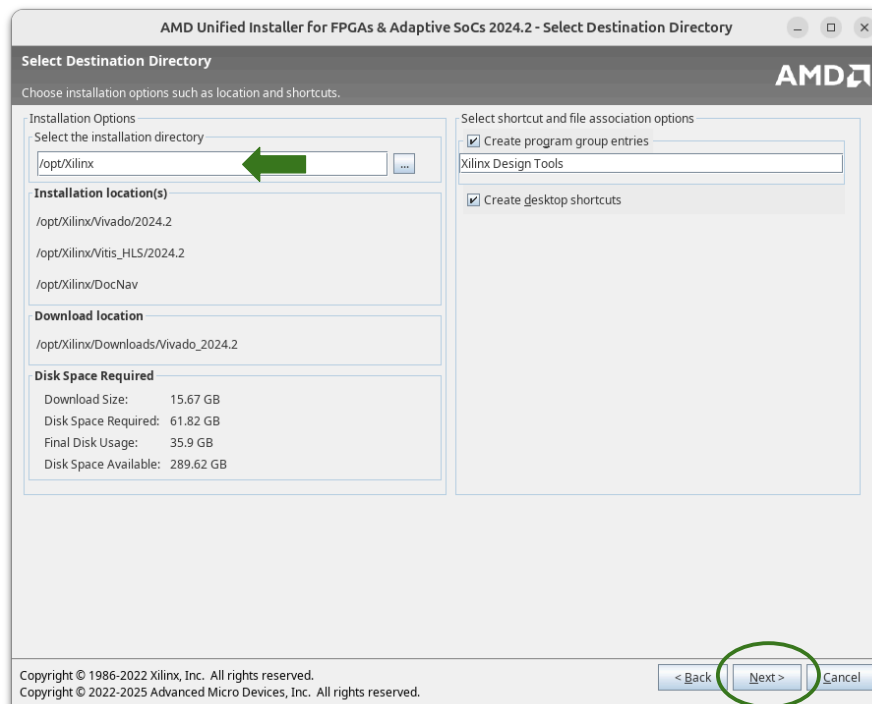 AMD Unified Installer for FPGAs & Adaptive SoCs 2024.2 - Select Destination Directory
Select Destination Directory
Choose installation options such as location and shortcuts.
AMD
Installation Options
Select the installation directory
/opt/Xilinx
...
Installation location(s)
/opt/Xilinx/Vivado/2024.2
/opt/Xilinx/Vitis_HLS/2024.2
/opt/Xilinx/DocNav
Download location
/opt/Xilinx/Downloads/Vivado_2024.2
Disk Space Required
Download Size: 15.67 GB
Disk Space Required: 61.82 GB
Final Disk Usage: 35.9 GB
Disk Space Available: 289.62 GB
Select shortcut and file association options
Create program group entries
Xilinx Design Tools
Create desktop shortcuts
Copyright © 1986-2022 Xilinx, Inc. All rights reserved.
Copyright © 2022-2025 Advanced Micro Devices, Inc. All rights reserved.
< Back
Next >
Cancel